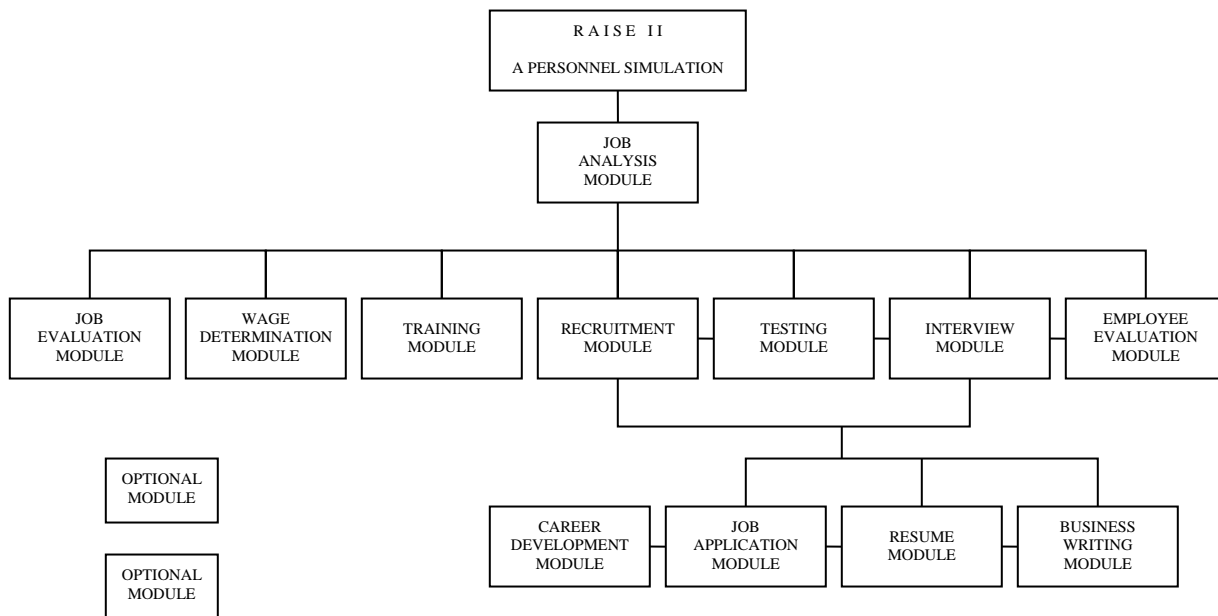 R A I S E I I
A PERSONNEL SIMULATION
JOB
ANALYSIS
MODULE
JOB
EVALUATION
MODULE
WAGE
DETERMINATION
MODULE
TRAINING
MODULE
RECRUITMENT
MODULE
TESTING
MODULE
INTERVIEW
MODULE
EMPLOYEE
EVALUATION
MODULE
OPTIONAL
MODULE
CAREER
DEVELOPMENT
MODULE
JOB
APPLICATION
MODULE
RESUME
MODULE
BUSINESS
WRITING
MODULE
OPTIONAL
MODULE